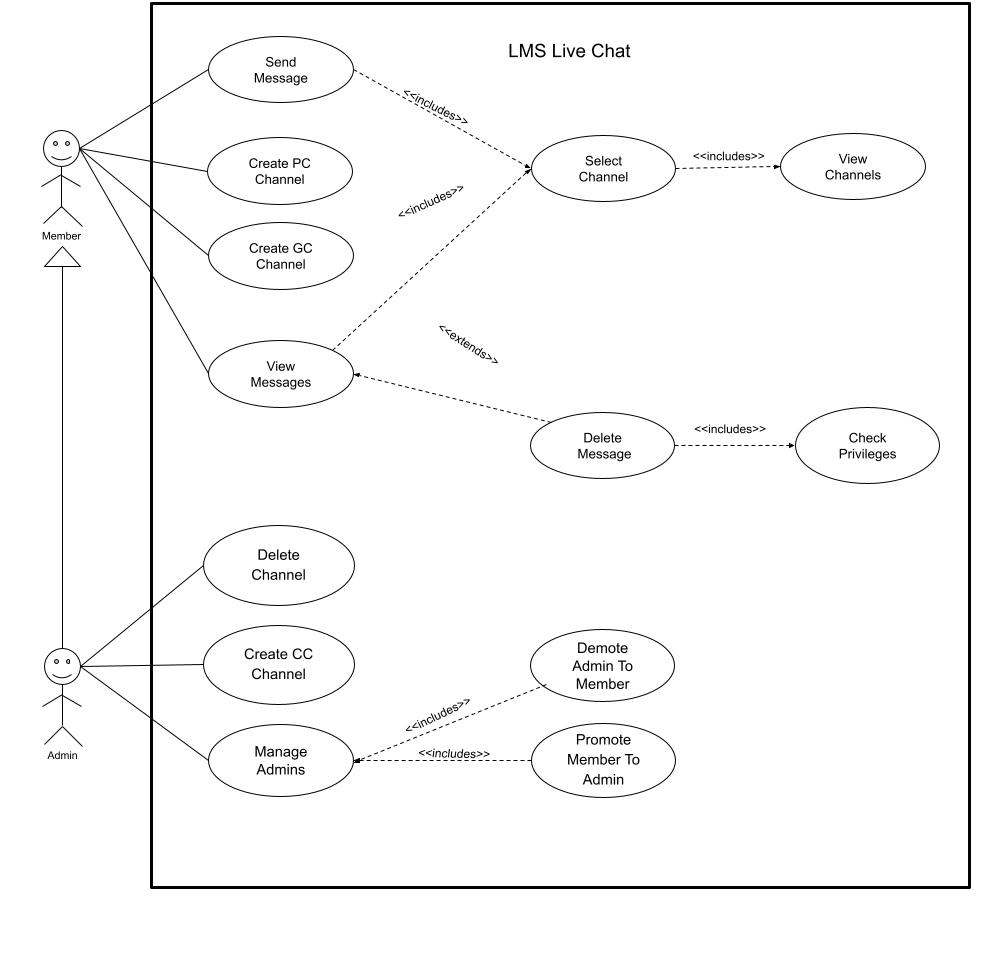 LMS Live Chat
Send
Message
<<includes>>
Select
Channel
<<includes>>
View
Channels
Create PC
Channel
<<includes>>
Member
Create GC
Channel
<<extends>>
View
Messages
Delete
Message
<<includes>>
Check
Privileges
Delete
Channel
Create CC
Channel
Demote
Admin To
Member
<<includes>>
Manage
Admins
<<includes>>
Promote
Member To
Admin
Admin